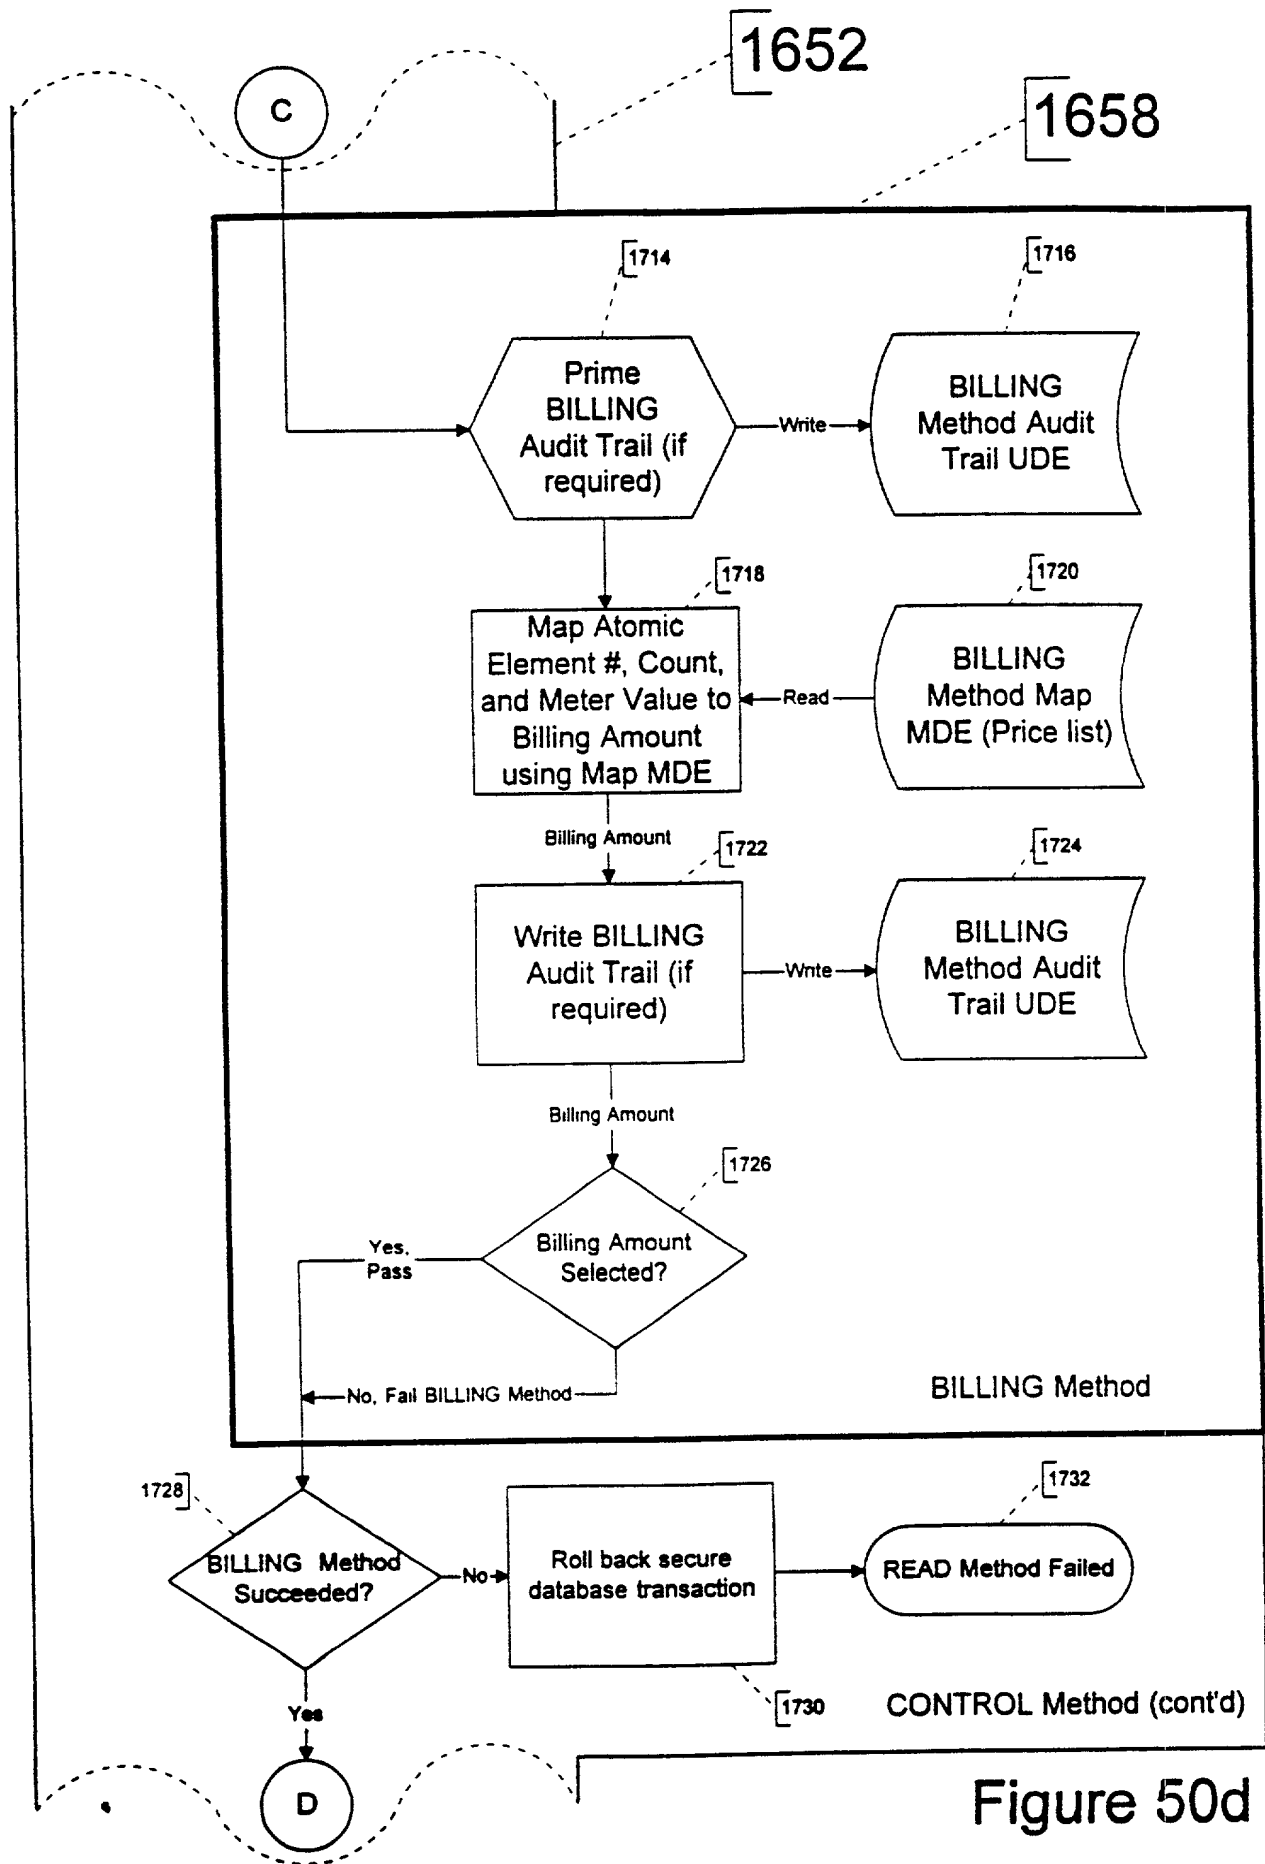 1652
C
1658
1714
1716
Prime
BILLING
Audit Trail (if
required)
Write
BILLING
Method Audit
Trail UDE
1718
1720
Map Atomic
Element #, Count,
and Meter Value to
Billing Amount
using Map MDE
Read
BILLING
Method Map
MDE (Price list)
Billing Amount
1722
1724
Write BILLING
Audit Trail (if
required)
Write
BILLING
Method Audit
Trail UDE
Billing Amount
1726
Yes,
Pass
Billing Amount
Selected?
No, Fail BILLING Method
BILLING Method
1728
1732
BILLING Method
Succeeded?
No
Roll back secure
database transaction
READ Method Failed
1730
CONTROL Method (cont'd)
Yes
D
Figure 50d